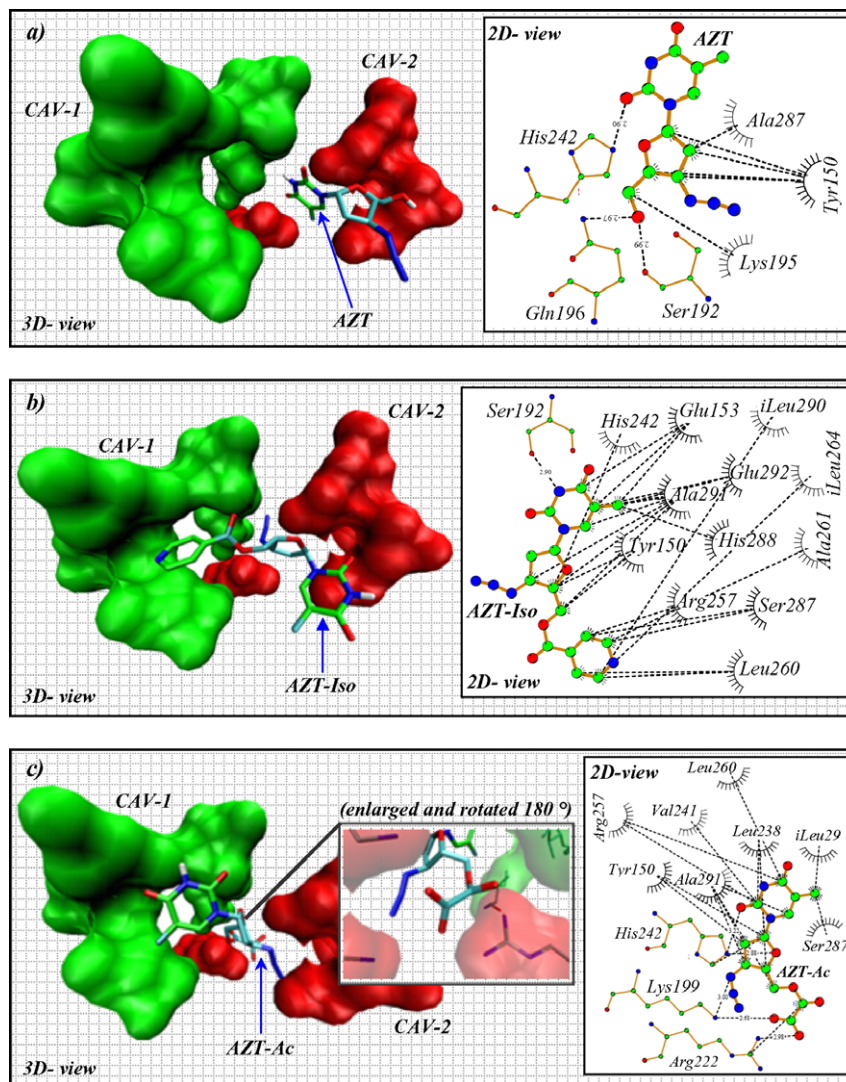 a)
CAV-1
CAV-2
AZT
3D- view
2D- view
AZT
Ala287
His242
2.90
Tyr150
2.97
2.99
Lys195
Gln196
Ser192
b)
CAV-1
CAV-2
AZT-Iso
3D- view
Ser192
His242
Glu153
iLeu290
2.90
Glu292
iLeu264
Ala291
Tyr150
His288
Ala261
AZT-Iso
Arg257
Ser287
Leu260
2D- view
c)
CAV-1
(enlarged and rotated 180 °)
AZT-Ac
CAV-2
3D- view
2D-view
Leu260
Arg257
Val241
Leu238
iLeu29
Tyr150
Ala291
His242
Ser287
AZT-Ac
Lys199
3.00
2.98
Arg222